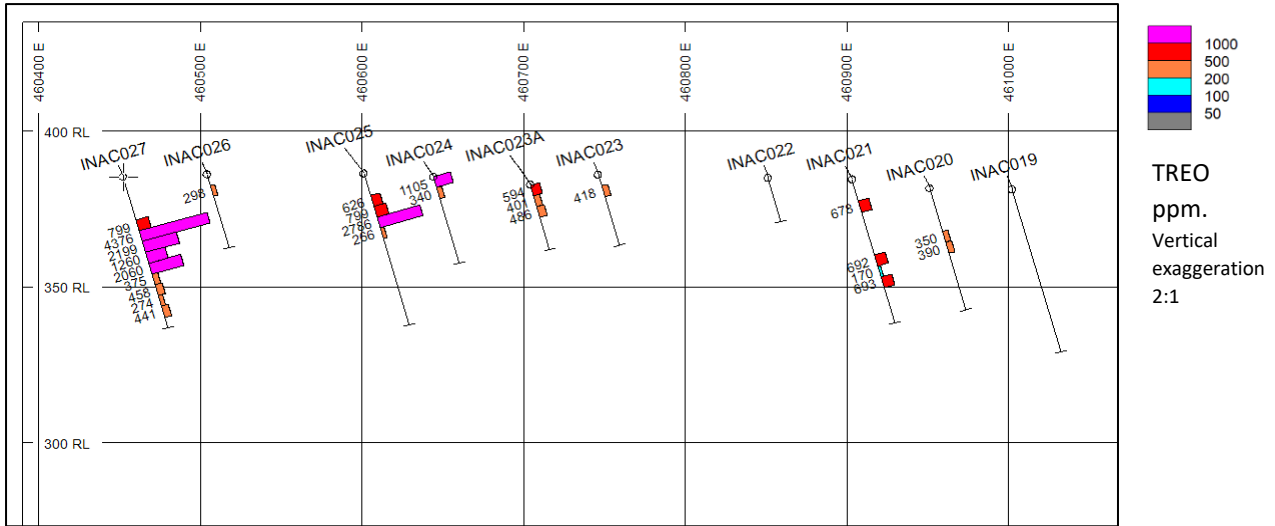 460400 E
460500 E
460600 E
460700 E
460800 E
460900 E
461000 E
1000
500
200
100
50
TREO
ppm.
Vertical
exaggeration
2:1
400 RL
350 RL
300 RL
INAC027
799
4376
2199
1260
2060
375
458
274
441
INAC026
298
INAC025
626
799
2786
266
INAC024
1105
340
INAC023A
594
401
486
INAC023
418
INAC022
INAC021
678
692
170
693
INAC020
350
390
INAC019